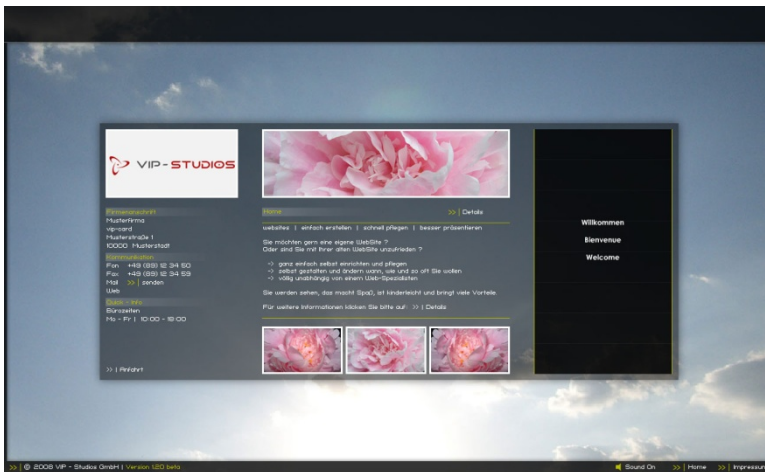 VIP-STUDIOS
Firmenanschrift
Musterfirma
vip-card
Musterstraße 1
10000 Musterstadt
Kommunikation
Fon +49 (89) 12 34 50
Fax +49 (89) 12 34 59
Mail >> | senden
Web
Quick - Info
Bürozeiten
Mo - Fr | 10:00 - 18:00
>> | Anfahrt
Home >> | Details
websites | einfach erstellen | schnell pflegen | besser präsentieren
Sie möchten gern eine eigene WebSite ?
Oder sind Sie mit Ihrer alten WebSite unzufrieden ?
-> ganz einfach selbst einrichten und pflegen
-> selbst gestalten und ändern wann, wie und so oft Sie wollen
-> völlig unabhängig von einem Web-Spezialisten
Sie werden sehen, das macht Spaß, ist kinderleicht und bringt viele Vorteile.
Für weitere Informationen klicken Sie bitte auf: >> | Details
Willkommen
Bienvenue
Welcome
>> | © 2008 VIP - Studios GmbH | Version 1.20 beta
Sound On >> | Home >> | Impressum